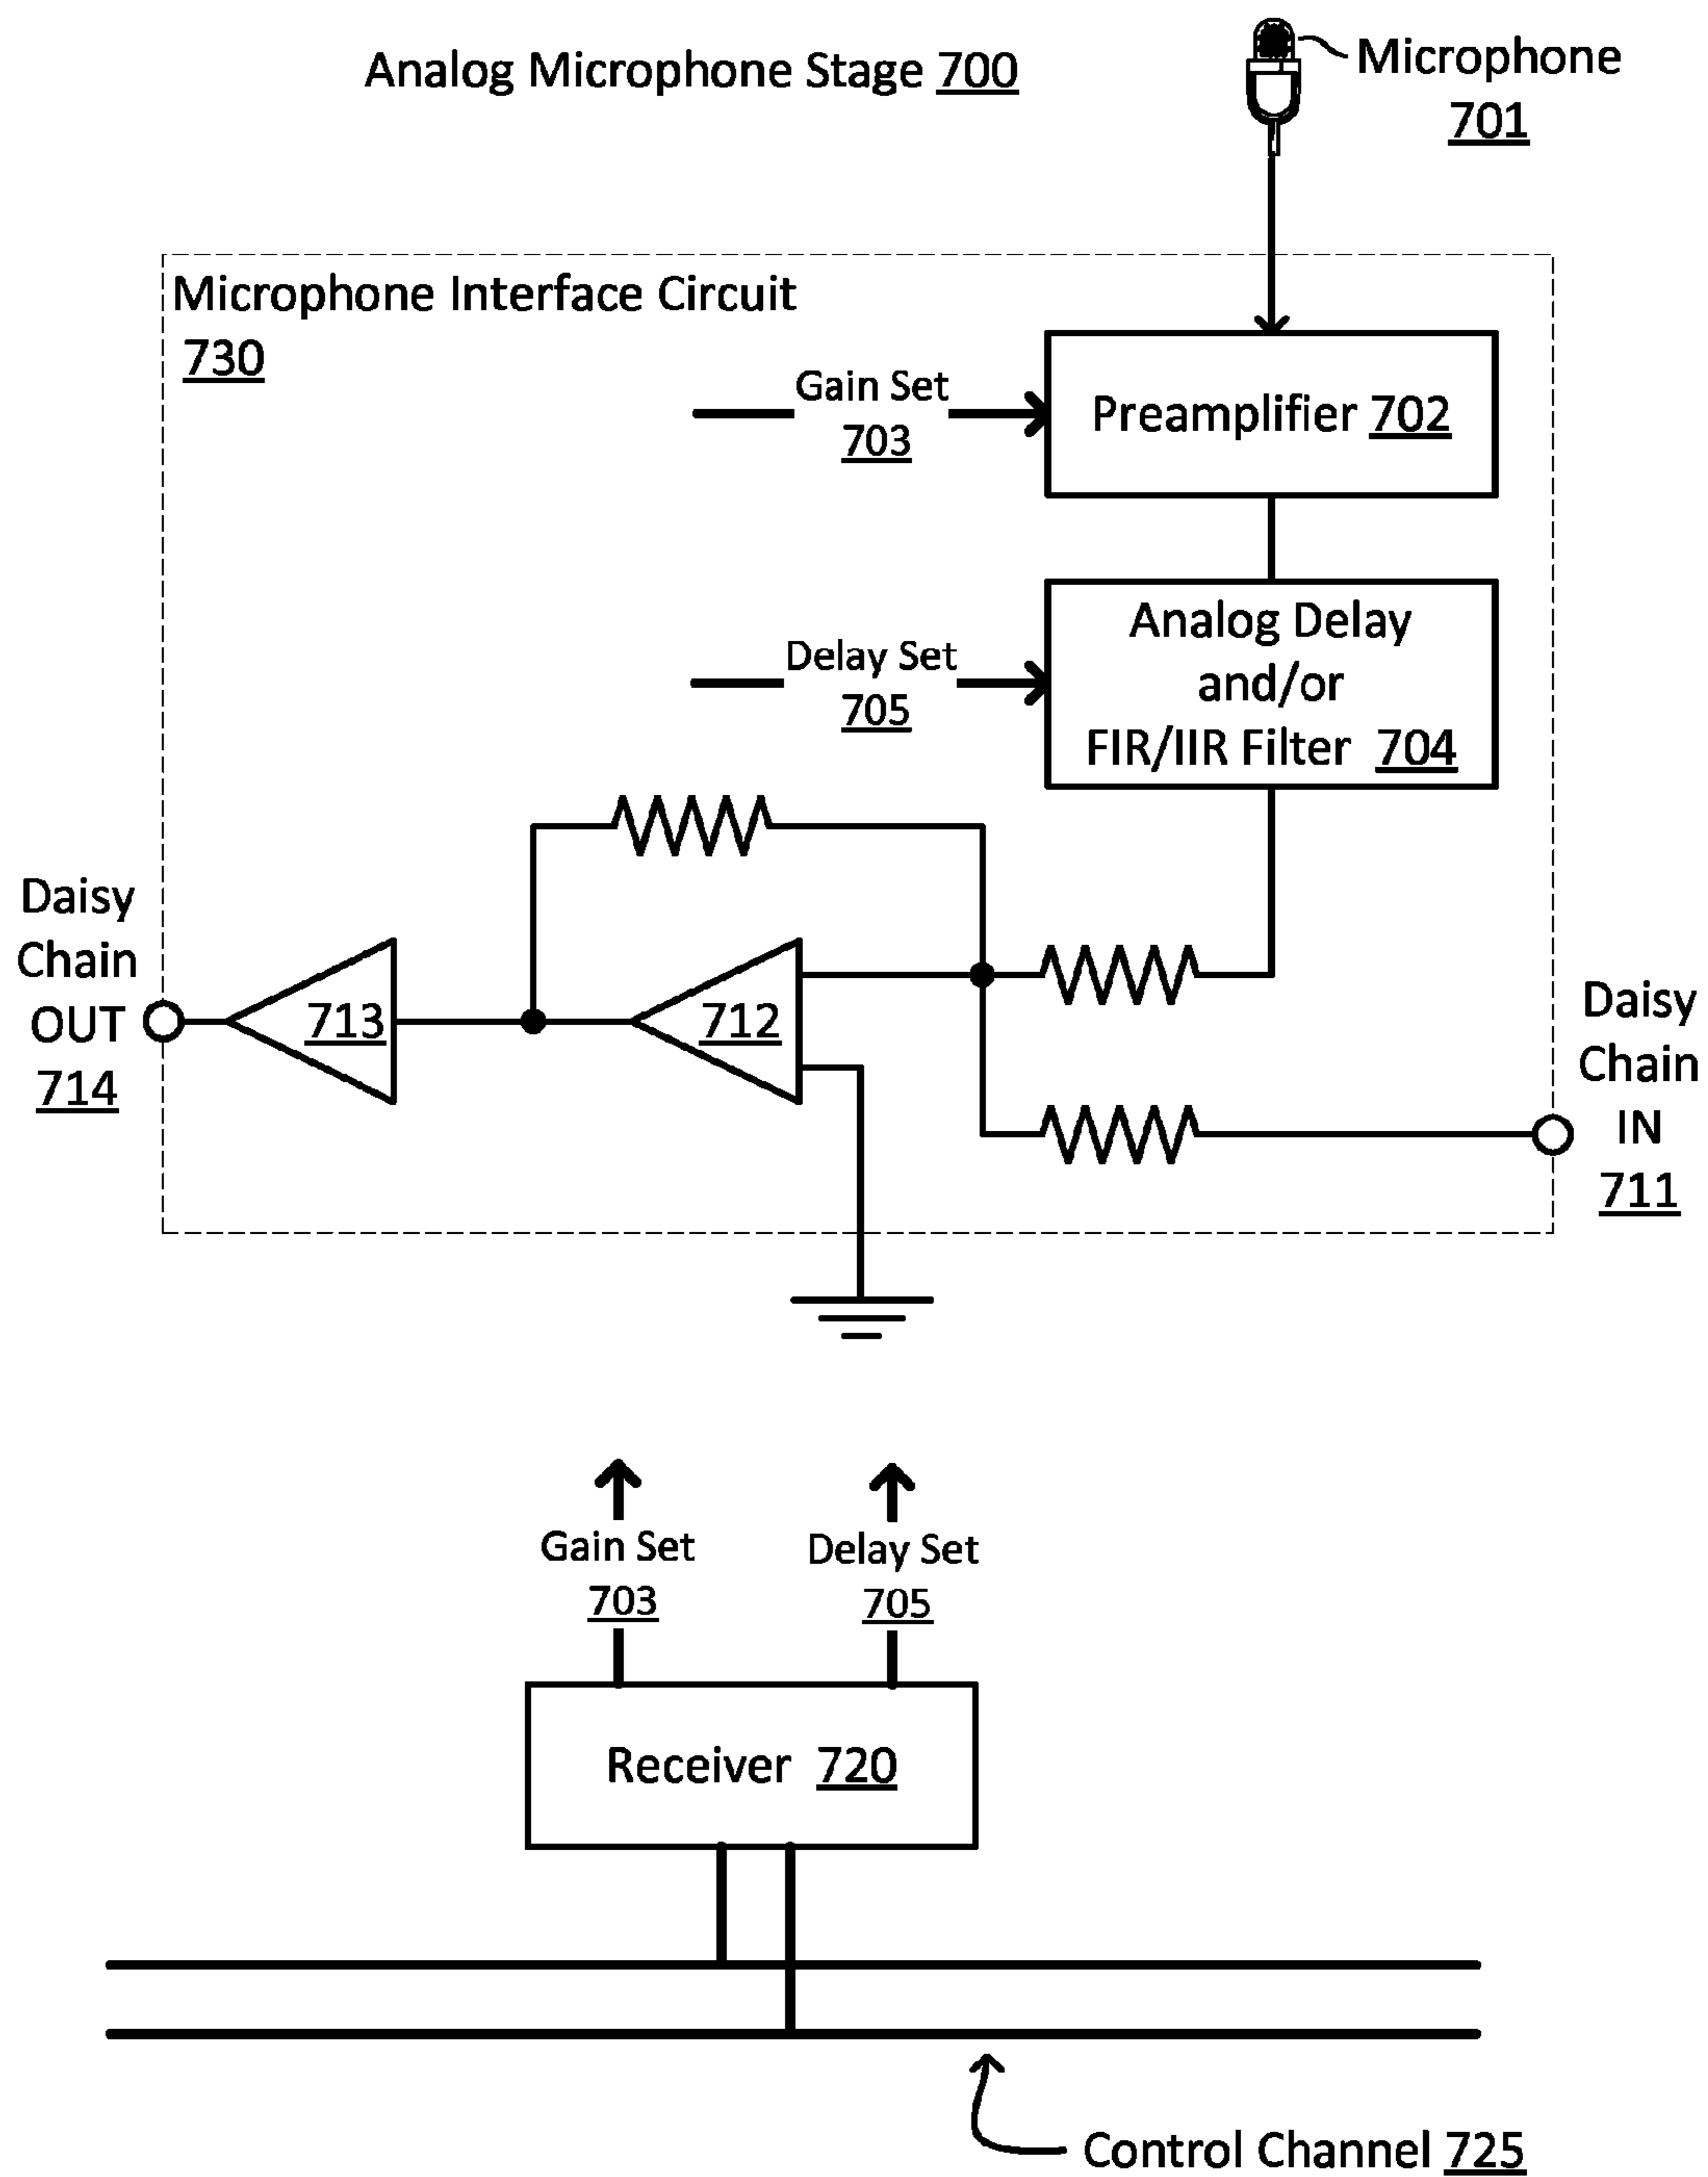 Analog Microphone Stage 700
Microphone
701
Microphone Interface Circuit
730
Gain Set
703
Preamplifier 702
Delay Set
705
Analog Delay
and/or
FIR/IIR Filter 704
Daisy
Chain
OUT
714
713
712
Daisy
Chain
IN
711
Gain Set
703
Delay Set
705
Receiver 720
Control Channel 725